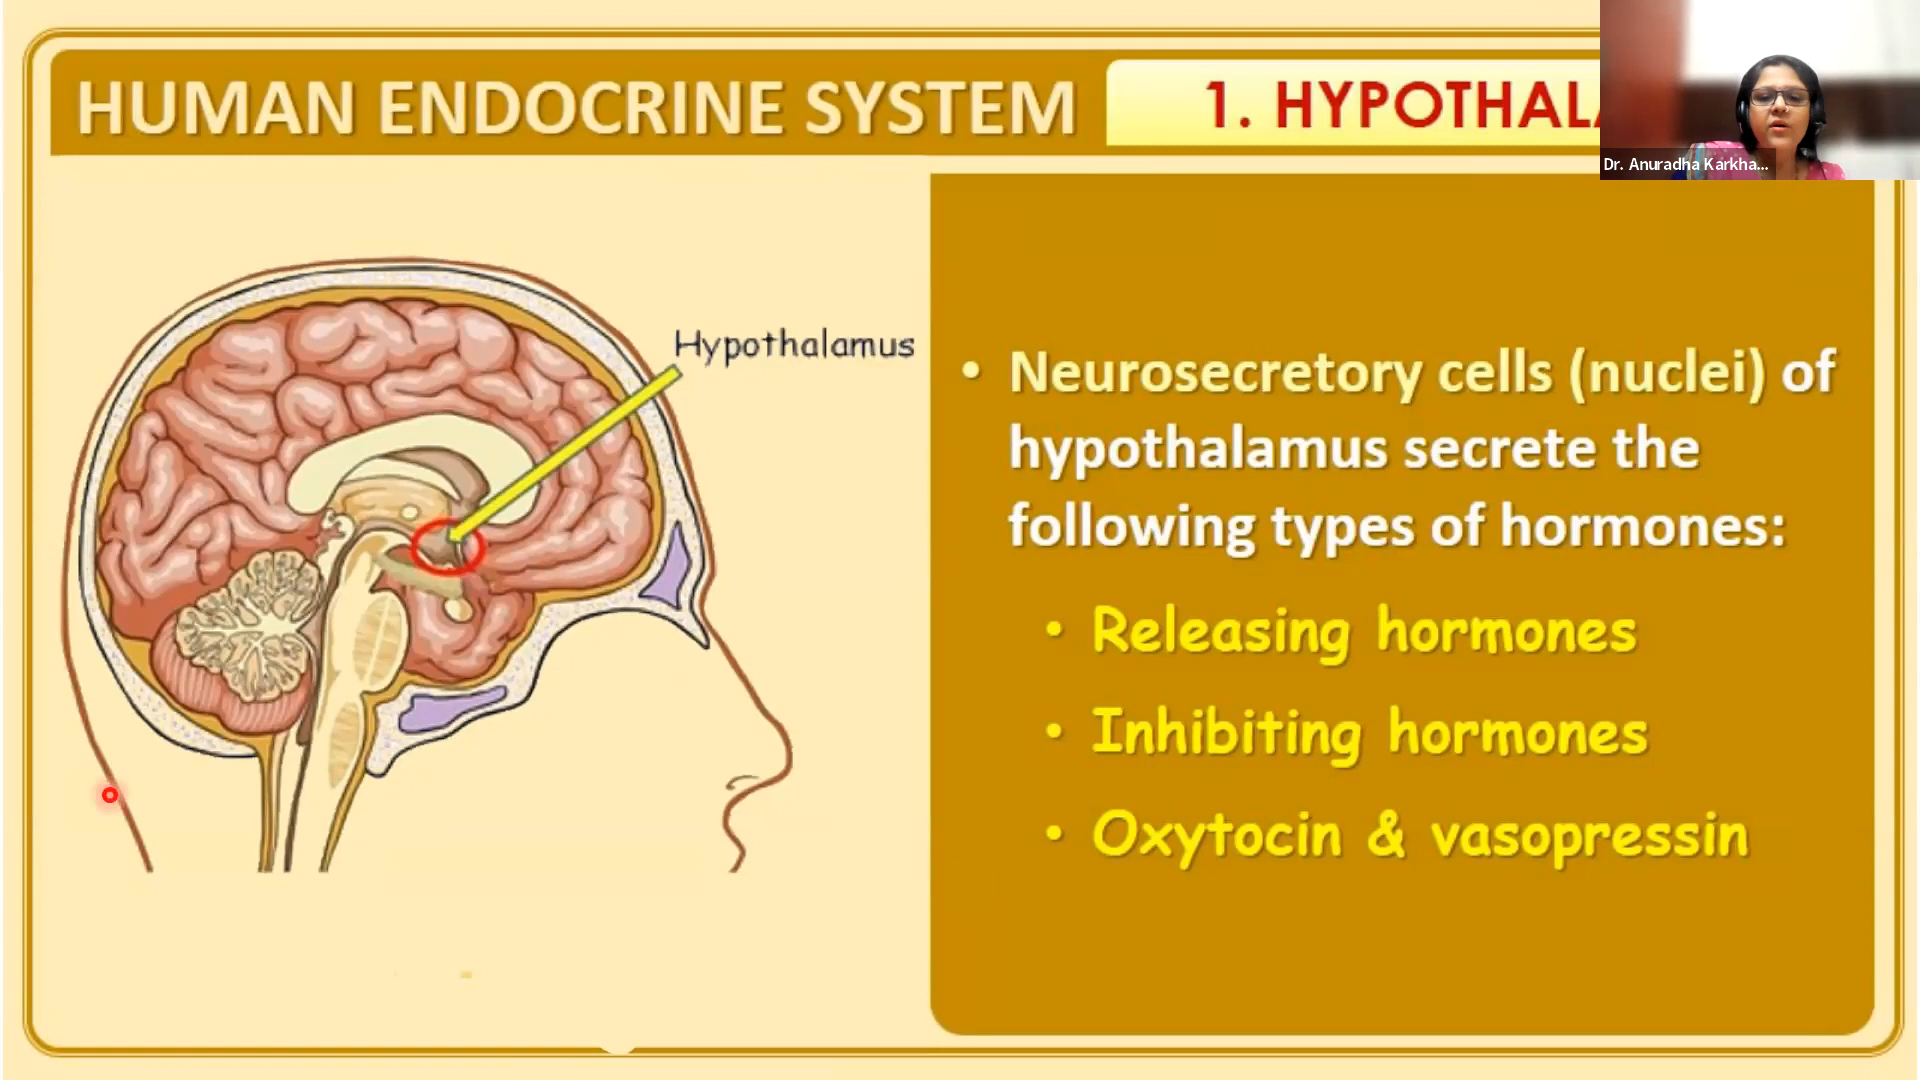 HUMAN ENDOCRINE SYSTEM
1. HYPOTHAL
Dr. Anuradha Karkha...
Hypothalamus
• Neurosecretory cells (nuclei) of
hypothalamus secrete the
following types of hormones:
• Releasing hormones
• Inhibiting hormones
• Oxytocin & vasopressin